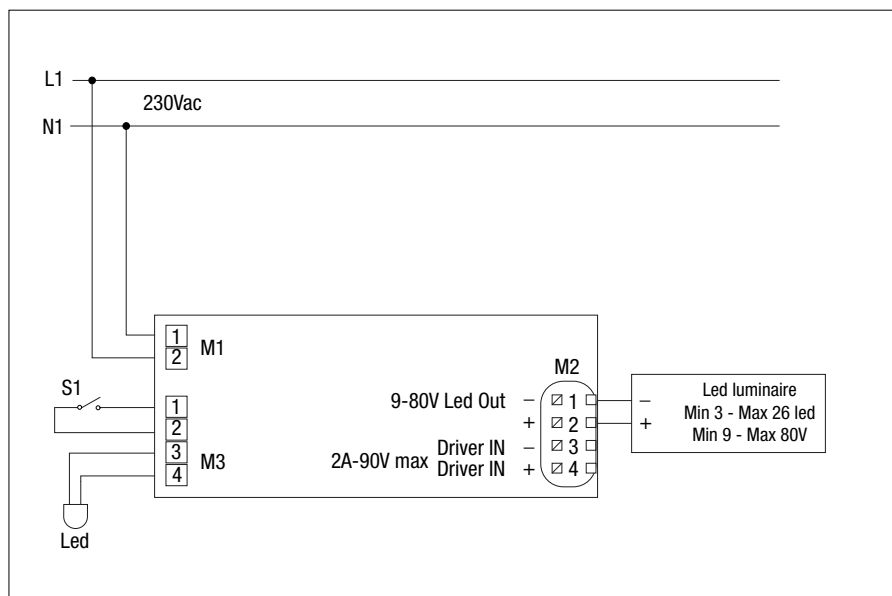 L1
230Vac
N1
1
2
M1
S1
1
2
3
4
M3
Led
M2
9-80V Led Out
−
1
+
2
2A-90V max
Driver IN
−
3
Driver IN
+
4
−
+
Led luminaire
Min 3 - Max 26 led
Min 9 - Max 80V